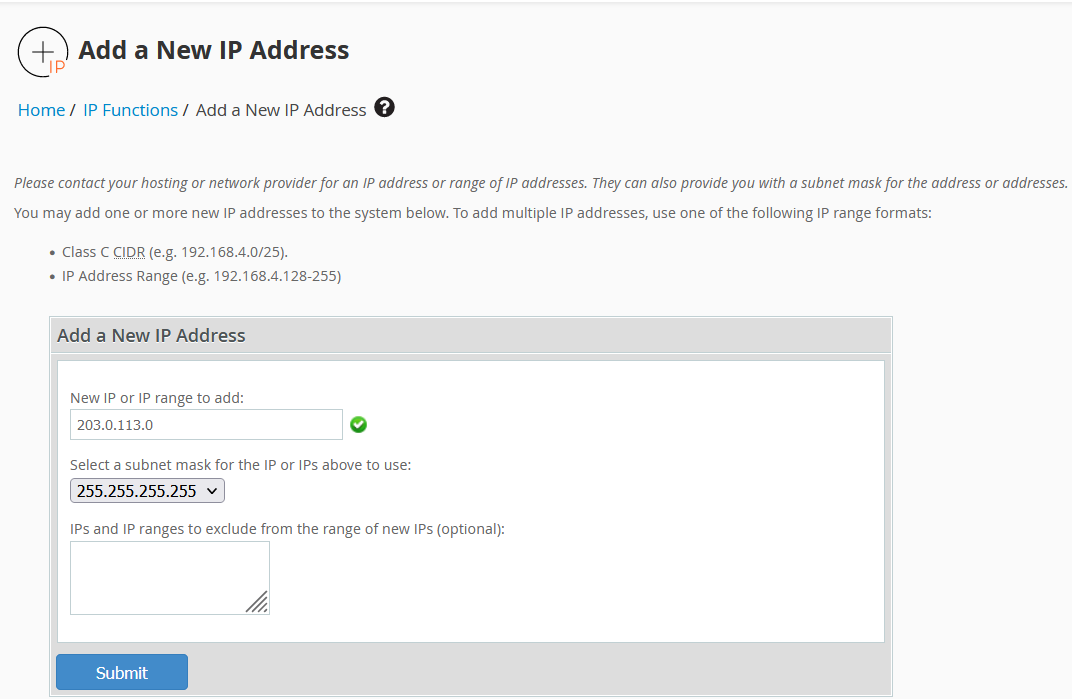 IP
Add a New IP Address
Home / IP Functions / Add a New IP Address ?
Please contact your hosting or network provider for an IP address or range of IP addresses. They can also provide you with a subnet mask for the address or addresses.
You may add one or more new IP addresses to the system below. To add multiple IP addresses, use one of the following IP range formats:
• Class C CIDR (e.g. 192.168.4.0/25).
• IP Address Range (e.g. 192.168.4.128-255)
Add a New IP Address
New IP or IP range to add:
203.0.113.0
Select a subnet mask for the IP or IPs above to use:
255.255.255.255
IPs and IP ranges to exclude from the range of new IPs (optional):
Submit